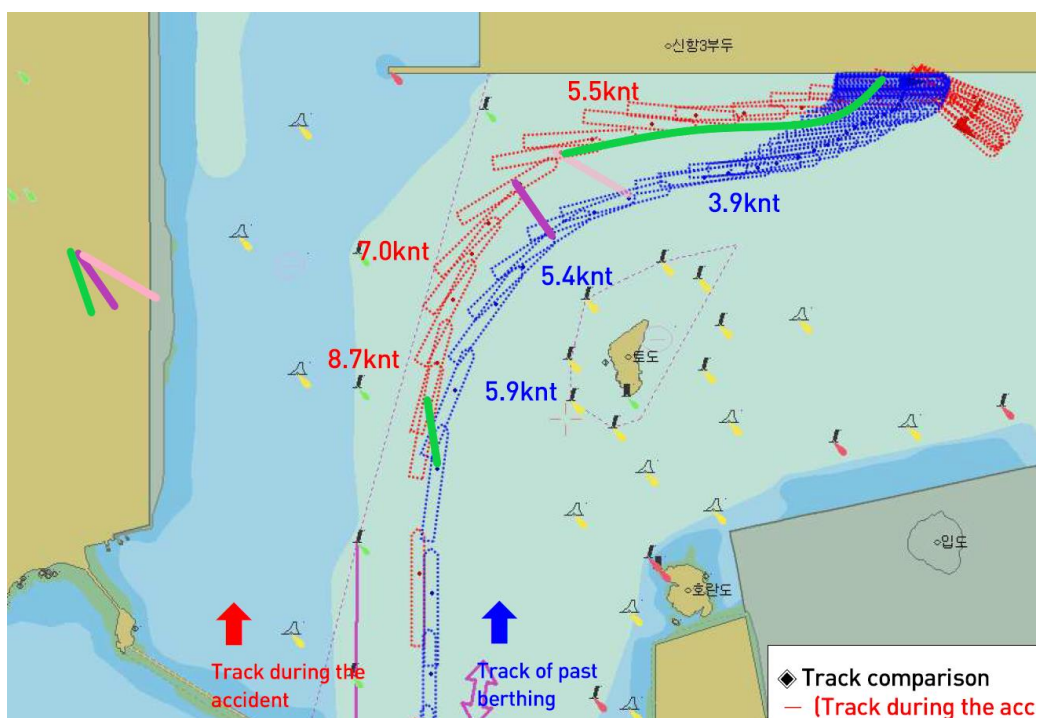 신항3부두
5.5knt
3.9knt
7.0knt
5.4knt
8.7knt
토도
5.9knt
입도
호란도
Track during the
accident
Track of past
berthing
◆ Track comparison
— (Track during the acc